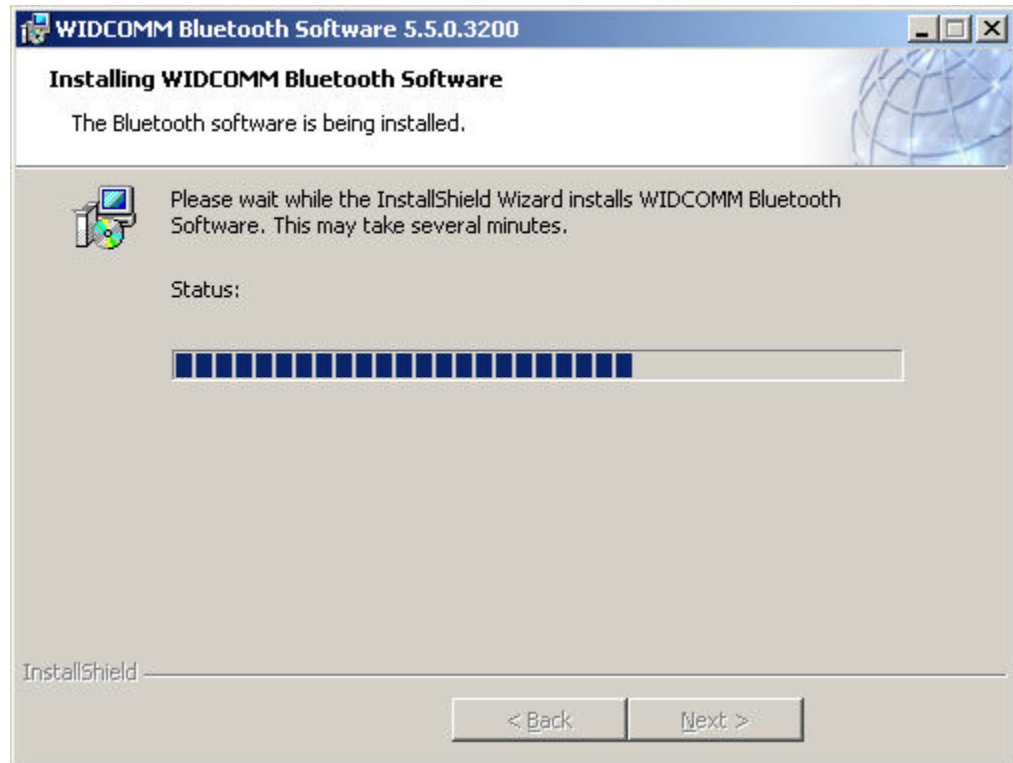 WIDCOMM Bluetooth Software 5.5.0.3200
Installing WIDCOMM Bluetooth Software
The Bluetooth software is being installed.
Please wait while the InstallShield Wizard installs WIDCOMM Bluetooth
Software. This may take several minutes.
Status:
InstallShield
< Back Next >